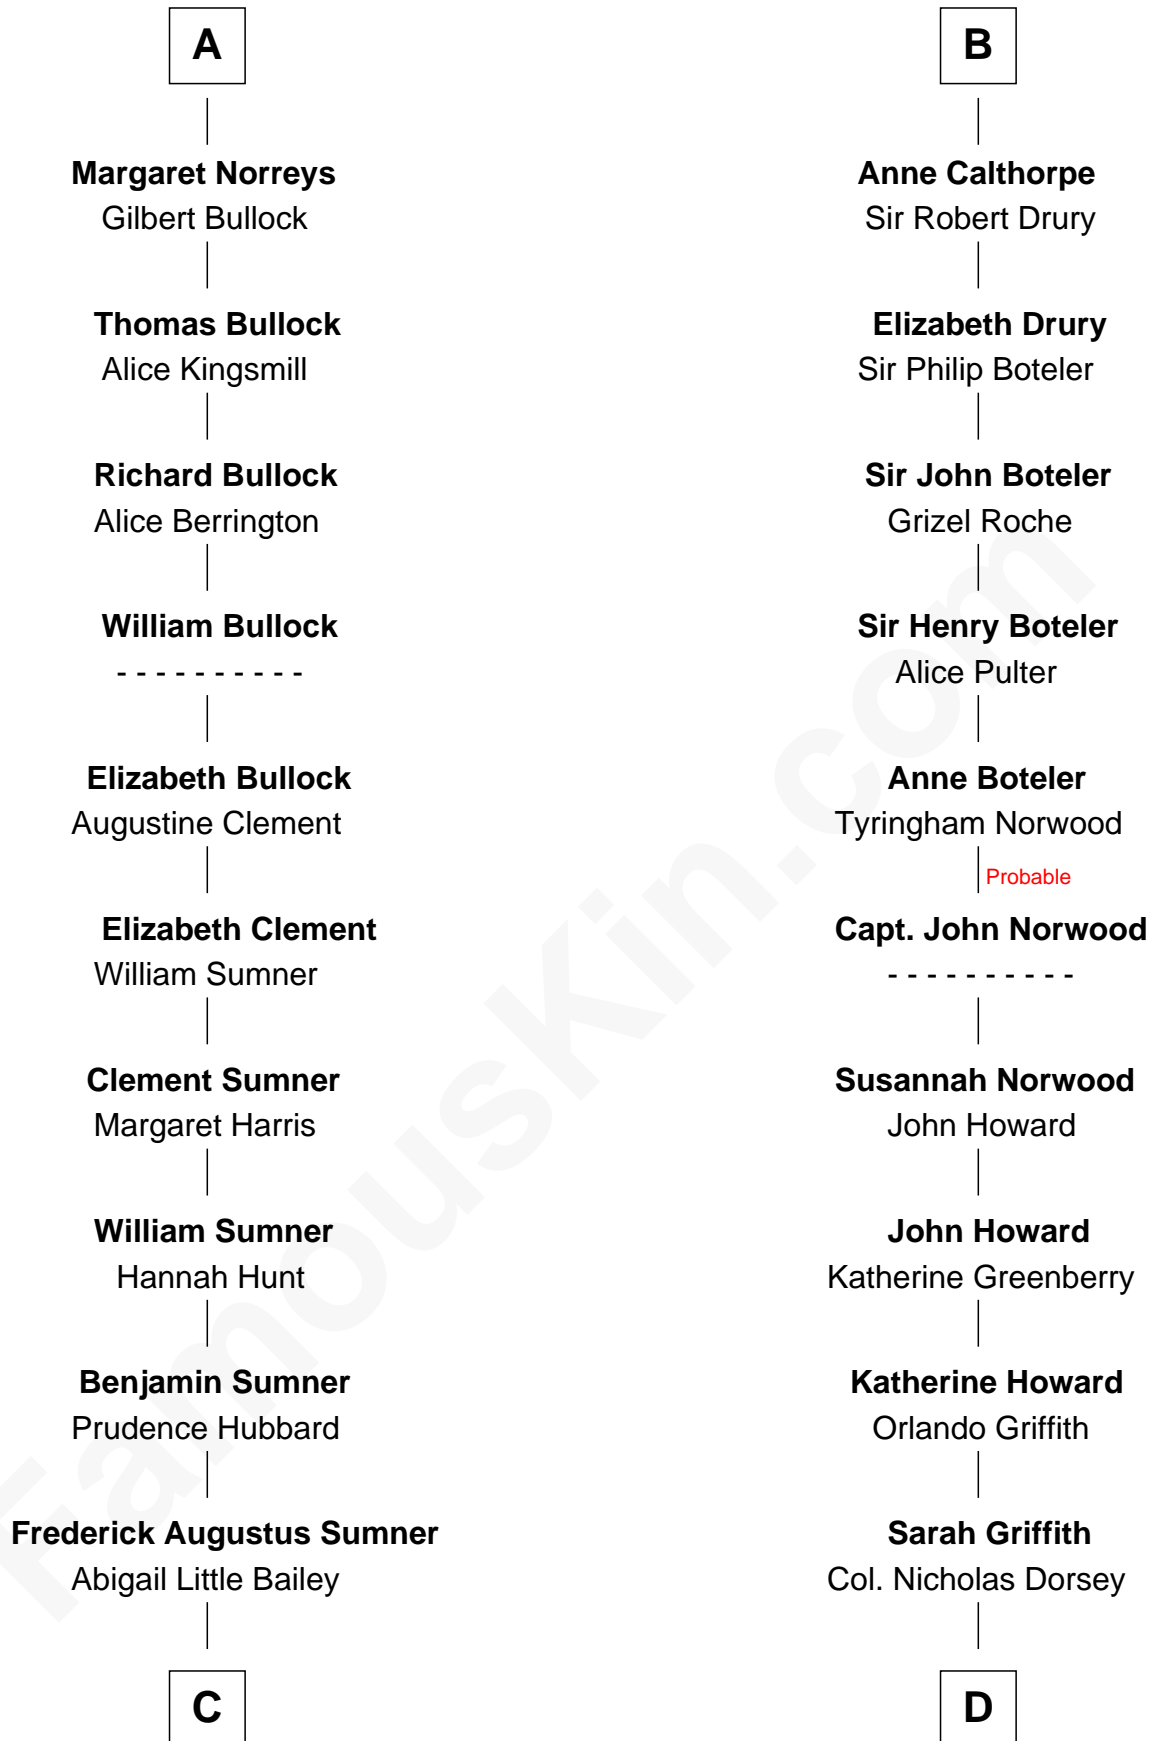 A
Margaret Norreys
Gilbert Bullock
Thomas Bullock
Alice Kingsmill
Richard Bullock
Alice Berrington
William Bullock
- - - - - - - - - -
Elizabeth Bullock
Augustine Clement
Elizabeth Clement
William Sumner
Clement Sumner
Margaret Harris
William Sumner
Hannah Hunt
Benjamin Sumner
Prudence Hubbard
Frederick Augustus Sumner
Abigail Little Bailey
C
B
Anne Calthorpe
Sir Robert Drury
Elizabeth Drury
Sir Philip Boteler
Sir John Boteler
Grizel Roche
Sir Henry Boteler
Alice Pulter
Anne Boteler
Tyringham Norwood
Probable
Capt. John Norwood
- - - - - - - - - -
Susannah Norwood
John Howard
John Howard
Katherine Greenberry
Katherine Howard
Orlando Griffith
Sarah Griffith
Col. Nicholas Dorsey
D
FamousKin.com